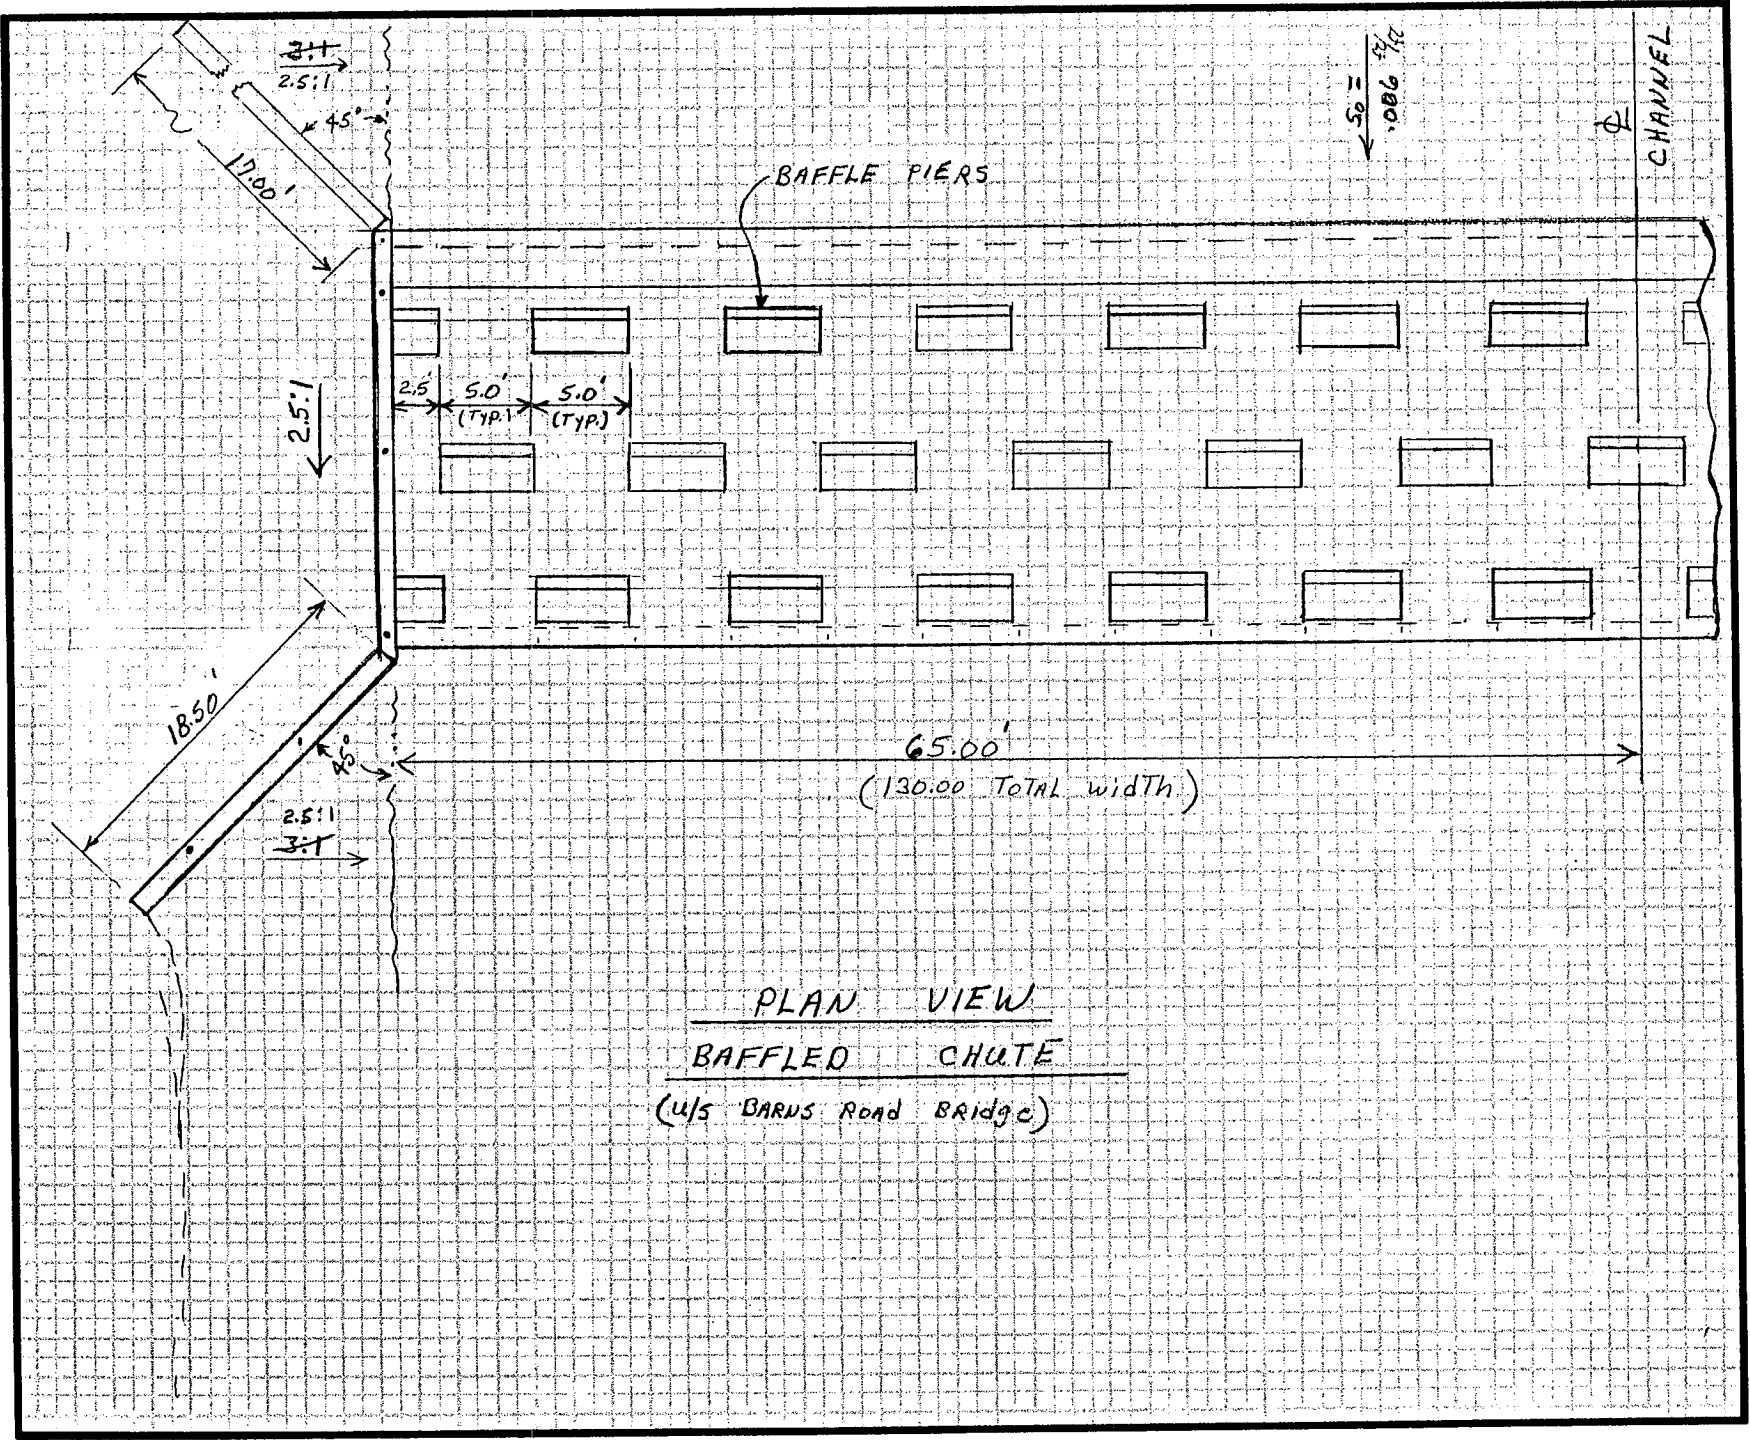 3:1
2.5:1
45°
17.00'
So =
.006 ft/ft
℄
CHANNEL
BAFFLE PIERS
2.5:1
2.5'
5.0'
(TYP.)
5.0'
(TYP.)
18.50'
45°
2.5:1
3:1
65.00'
(130.00 TOTAL WIDTH)
PLAN VIEW
BAFFLED CHUTE
(U/S BARNS ROAD BRIDGE)